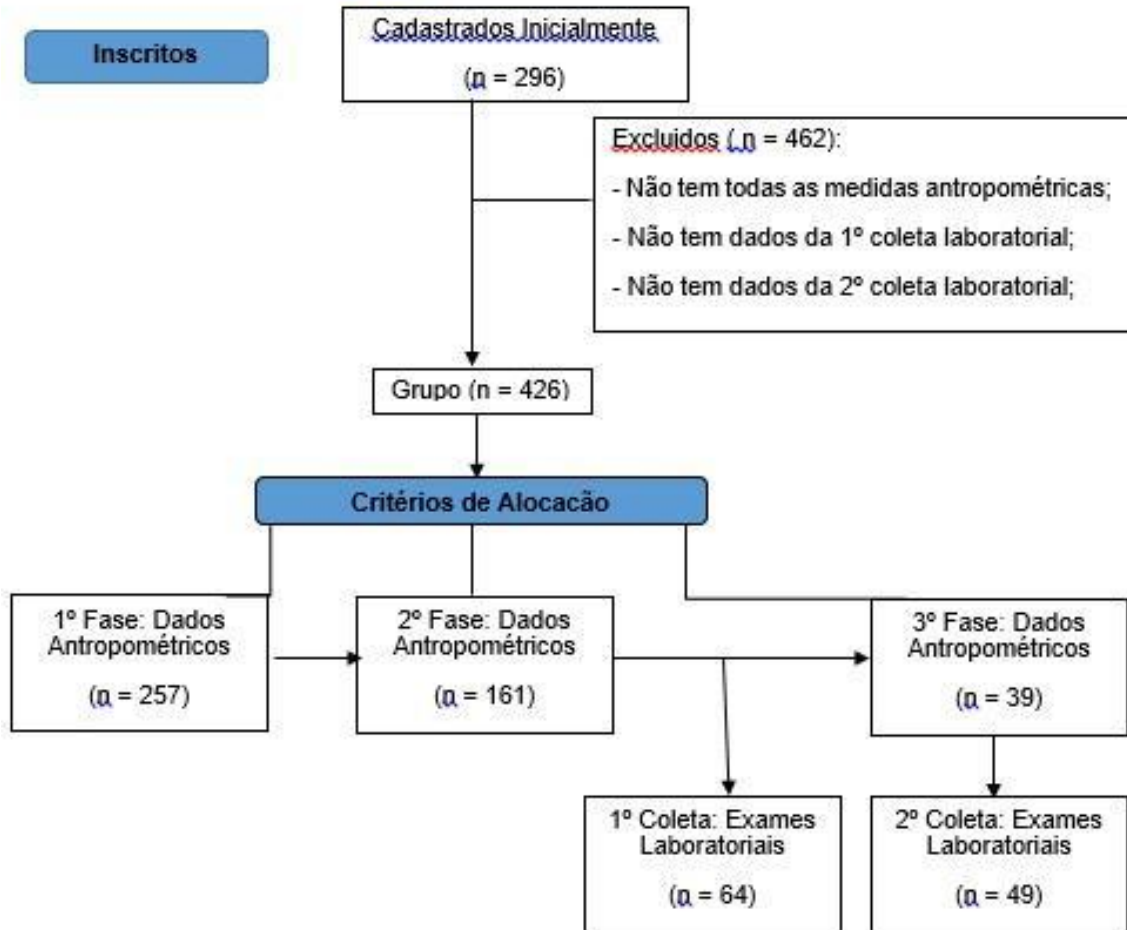 Inscritos
Cadastrados Inicialmente
(n = 296)
Excluidos ( n = 462):
- Não tem todas as medidas antropométricas;
- Não tem dados da 1º coleta laboratorial;
- Não tem dados da 2º coleta laboratorial;
Grupo (n = 426)
Critérios de Alocacão
1º Fase: Dados
Antropométricos
(n = 257)
2º Fase: Dados
Antropométricos
(n = 161)
3º Fase: Dados
Antropométricos
(n = 39)
1º Coleta: Exames
Laboratoriais
(n = 64)
2º Coleta: Exames
Laboratoriais
(n = 49)